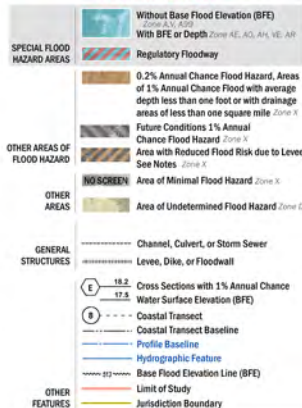 Without Base Flood Elevation (BFE)
Zone A,V, A99
With BFE or Depth Zone AE, AO, AH, VE, AR
SPECIAL FLOOD
HAZARD AREAS
Regulatory Floodway
0.2% Annual Chance Flood Hazard, Areas
of 1% Annual Chance Flood with average
depth less than one foot or with drainage
areas of less than one square mile Zone X
Future Conditions 1% Annual
Chance Flood Hazard Zone X
OTHER AREAS OF
FLOOD HAZARD
Area with Reduced Flood Risk due to Levee
See Notes Zone X
NO SCREEN Area of Minimal Flood Hazard Zone X
OTHER
AREAS
Area of Undetermined Flood Hazard Zone D
GENERAL
STRUCTURES
Channel, Culvert, or Storm Sewer
Levee, Dike, or Floodwall
E 18.2 Cross Sections with 1% Annual Chance
17.5 Water Surface Elevation (BFE)
8 Coastal Transect
Coastal Transect Baseline
Profile Baseline
Hydrographic Feature
513 Base Flood Elevation Line (BFE)
OTHER
FEATURES
Limit of Study
Jurisdiction Boundary